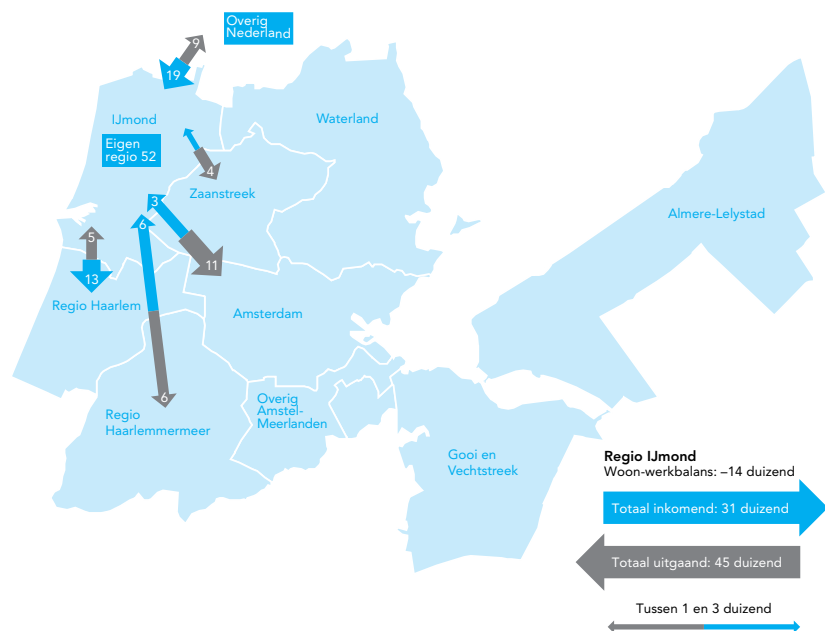 Overig
Nederland
9
19
IJmond
Waterland
Eigen
regio 52
4
Zaanstreek
3
6
Almere-Lelystad
5
11
13
Regio Haarlem
Amsterdam
6
Overig
Amstel-
Meerlanden
Regio
Haarlemmermeer
Gooi en
Vechtstreek
Regio IJmond
Woon-werkbalans: –14 duizend
Totaal inkomend: 31 duizend
Totaal uitgaand: 45 duizend
Tussen 1 en 3 duizend